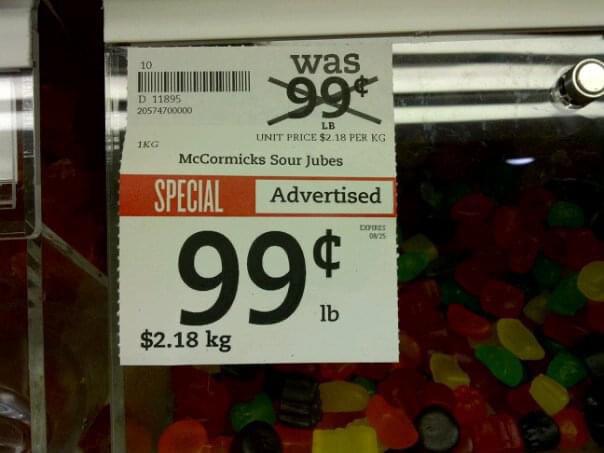 10
was
99¢
D 11895
20574700000
LB
UNIT PRICE $2.18 PER KG
1KG
McCormicks Sour Jubes
SPECIAL Advertised
EXPIRES
08/25
99¢
lb
$2.18 kg